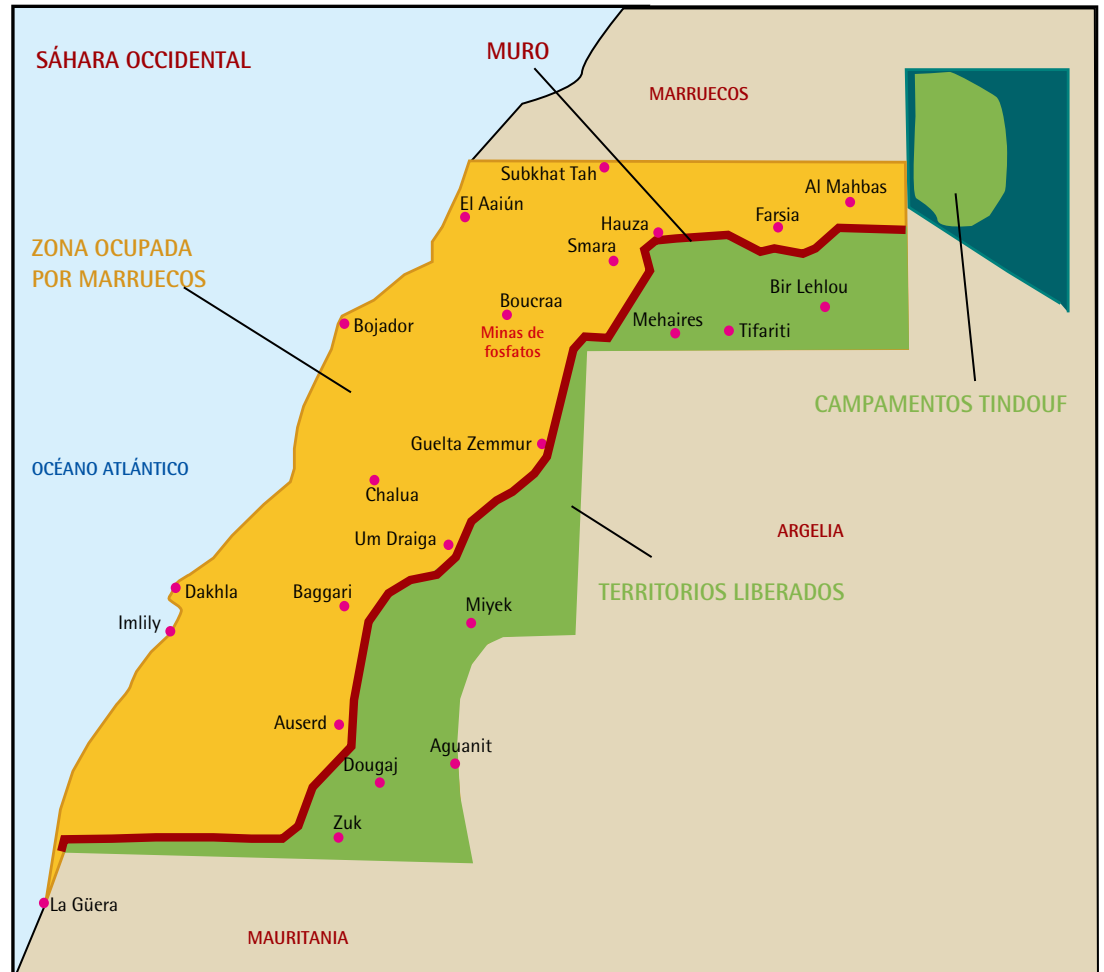 SÁHARA OCCIDENTAL
MURO
MARRUECOS
Subkhat Tah
Al Mahbas
El Aaiún
Farsia
Hauza
ZONA OCUPADA
POR MARRUECOS
Smara
Bir Lehlou
Boucraa
Bojador
Mehaires
Tifariti
Minas de
fosfatos
CAMPAMENTOS TINDOUF
Guelta Zemmur
OCÉANO ATLÁNTICO
Chalua
ARGELIA
Um Draiga
Dakhla
Baggari
TERRITORIOS LIBERADOS
Miyek
Imlily
Auserd
Aguanit
Dougaj
Zuk
La Güera
MAURITANIA